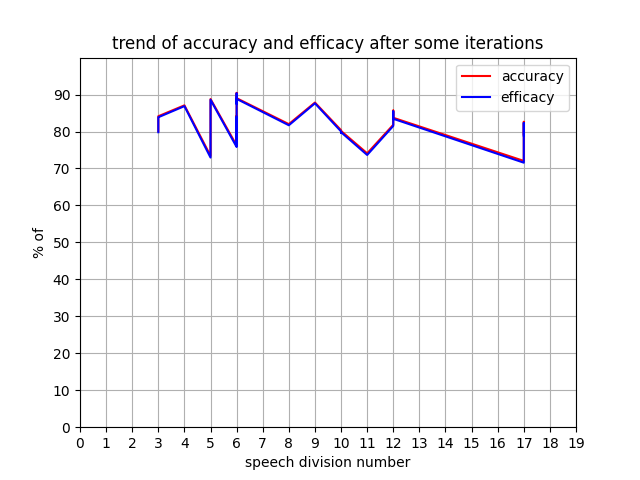 trend of accuracy and efficacy after some iterations
accuracy
efficacy
90
80
70
60
50
40
30
20
10
0
% of
0 1 2 3 4 5 6 7 8 9 10 11 12 13 14 15 16 17 18 19
speech division number